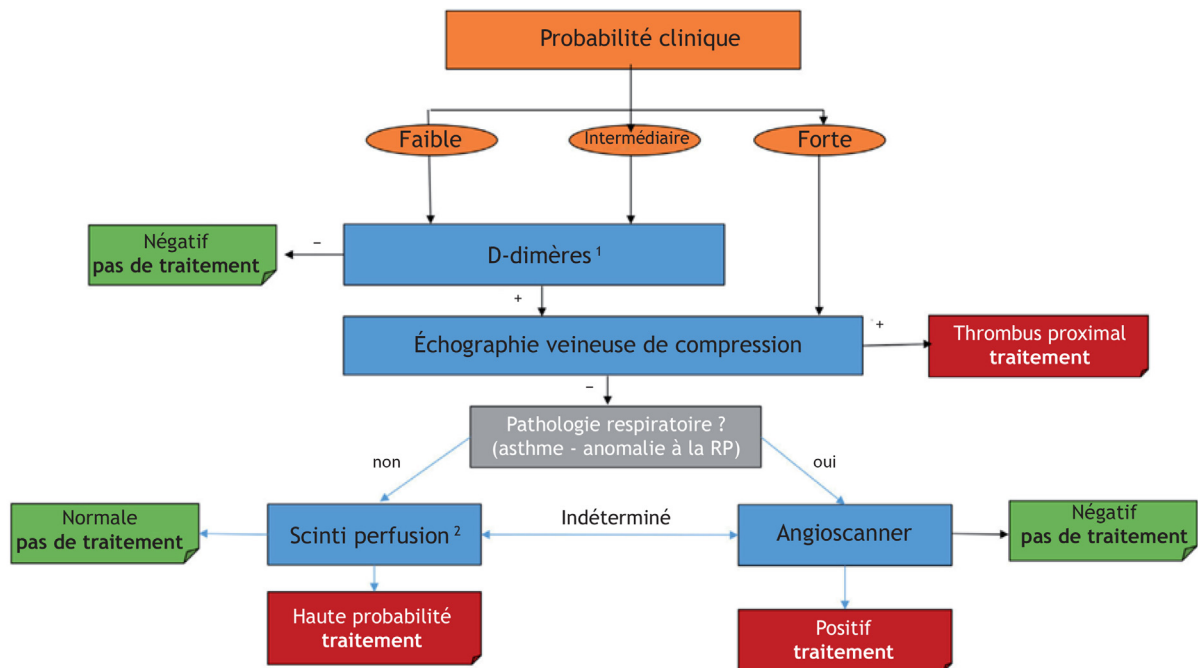 Probabilité clinique
Faible
Intermédiaire
Forte
Négatif
pas de traitement
–
D-dimères ¹
+
Échographie veineuse de compression
+
Thrombus proximal
traitement
–
Pathologie respiratoire ?
(asthme - anomalie à la RP)
non
oui
Normale
pas de traitement
Scinti perfusion ²
Indéterminé
Angioscanner
Négatif
pas de traitement
Haute probabilité
traitement
Positif
traitement